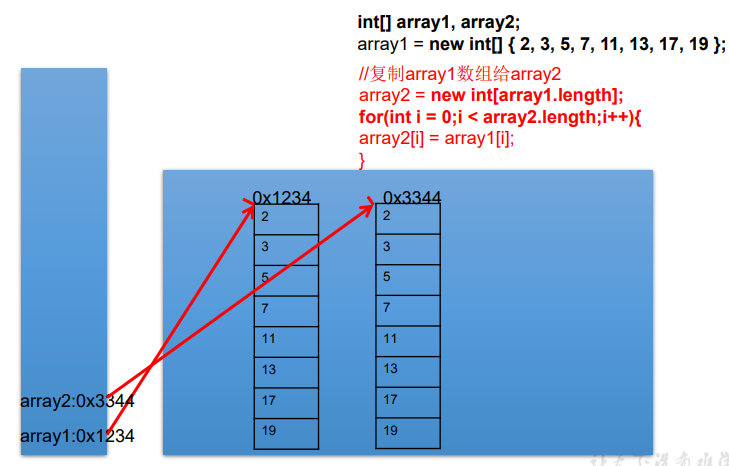 int[] array1, array2;
array1 = new int[] { 2, 3, 5, 7, 11, 13, 17, 19 };
//复制array1数组给array2
array2 = new int[array1.length];
for(int i = 0;i < array2.length;i++){
array2[i] = array1[i];
}
0x1234
2
3
5
7
11
13
17
19
0x3344
2
3
5
7
11
13
17
19
array2:0x3344
array1:0x1234